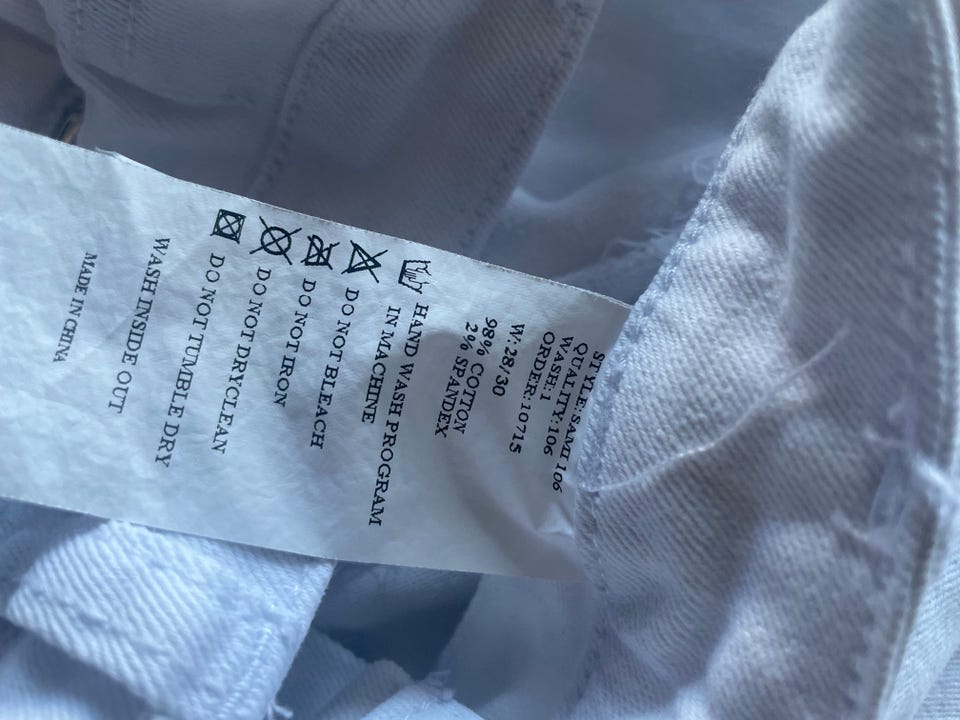 STYLE:SAMI 106
QUALITY:106
WASH:1
ORDER:10715
W:28/30
98% COTTON
2% SPANDEX
HAND WASH PROGRAM
IN MACHINE
DO NOT BLEACH
DO NOT IRON
DO NOT DRYCLEAN
DO NOT TUMBLE DRY
WASH INSIDE OUT
MADE IN CHINA